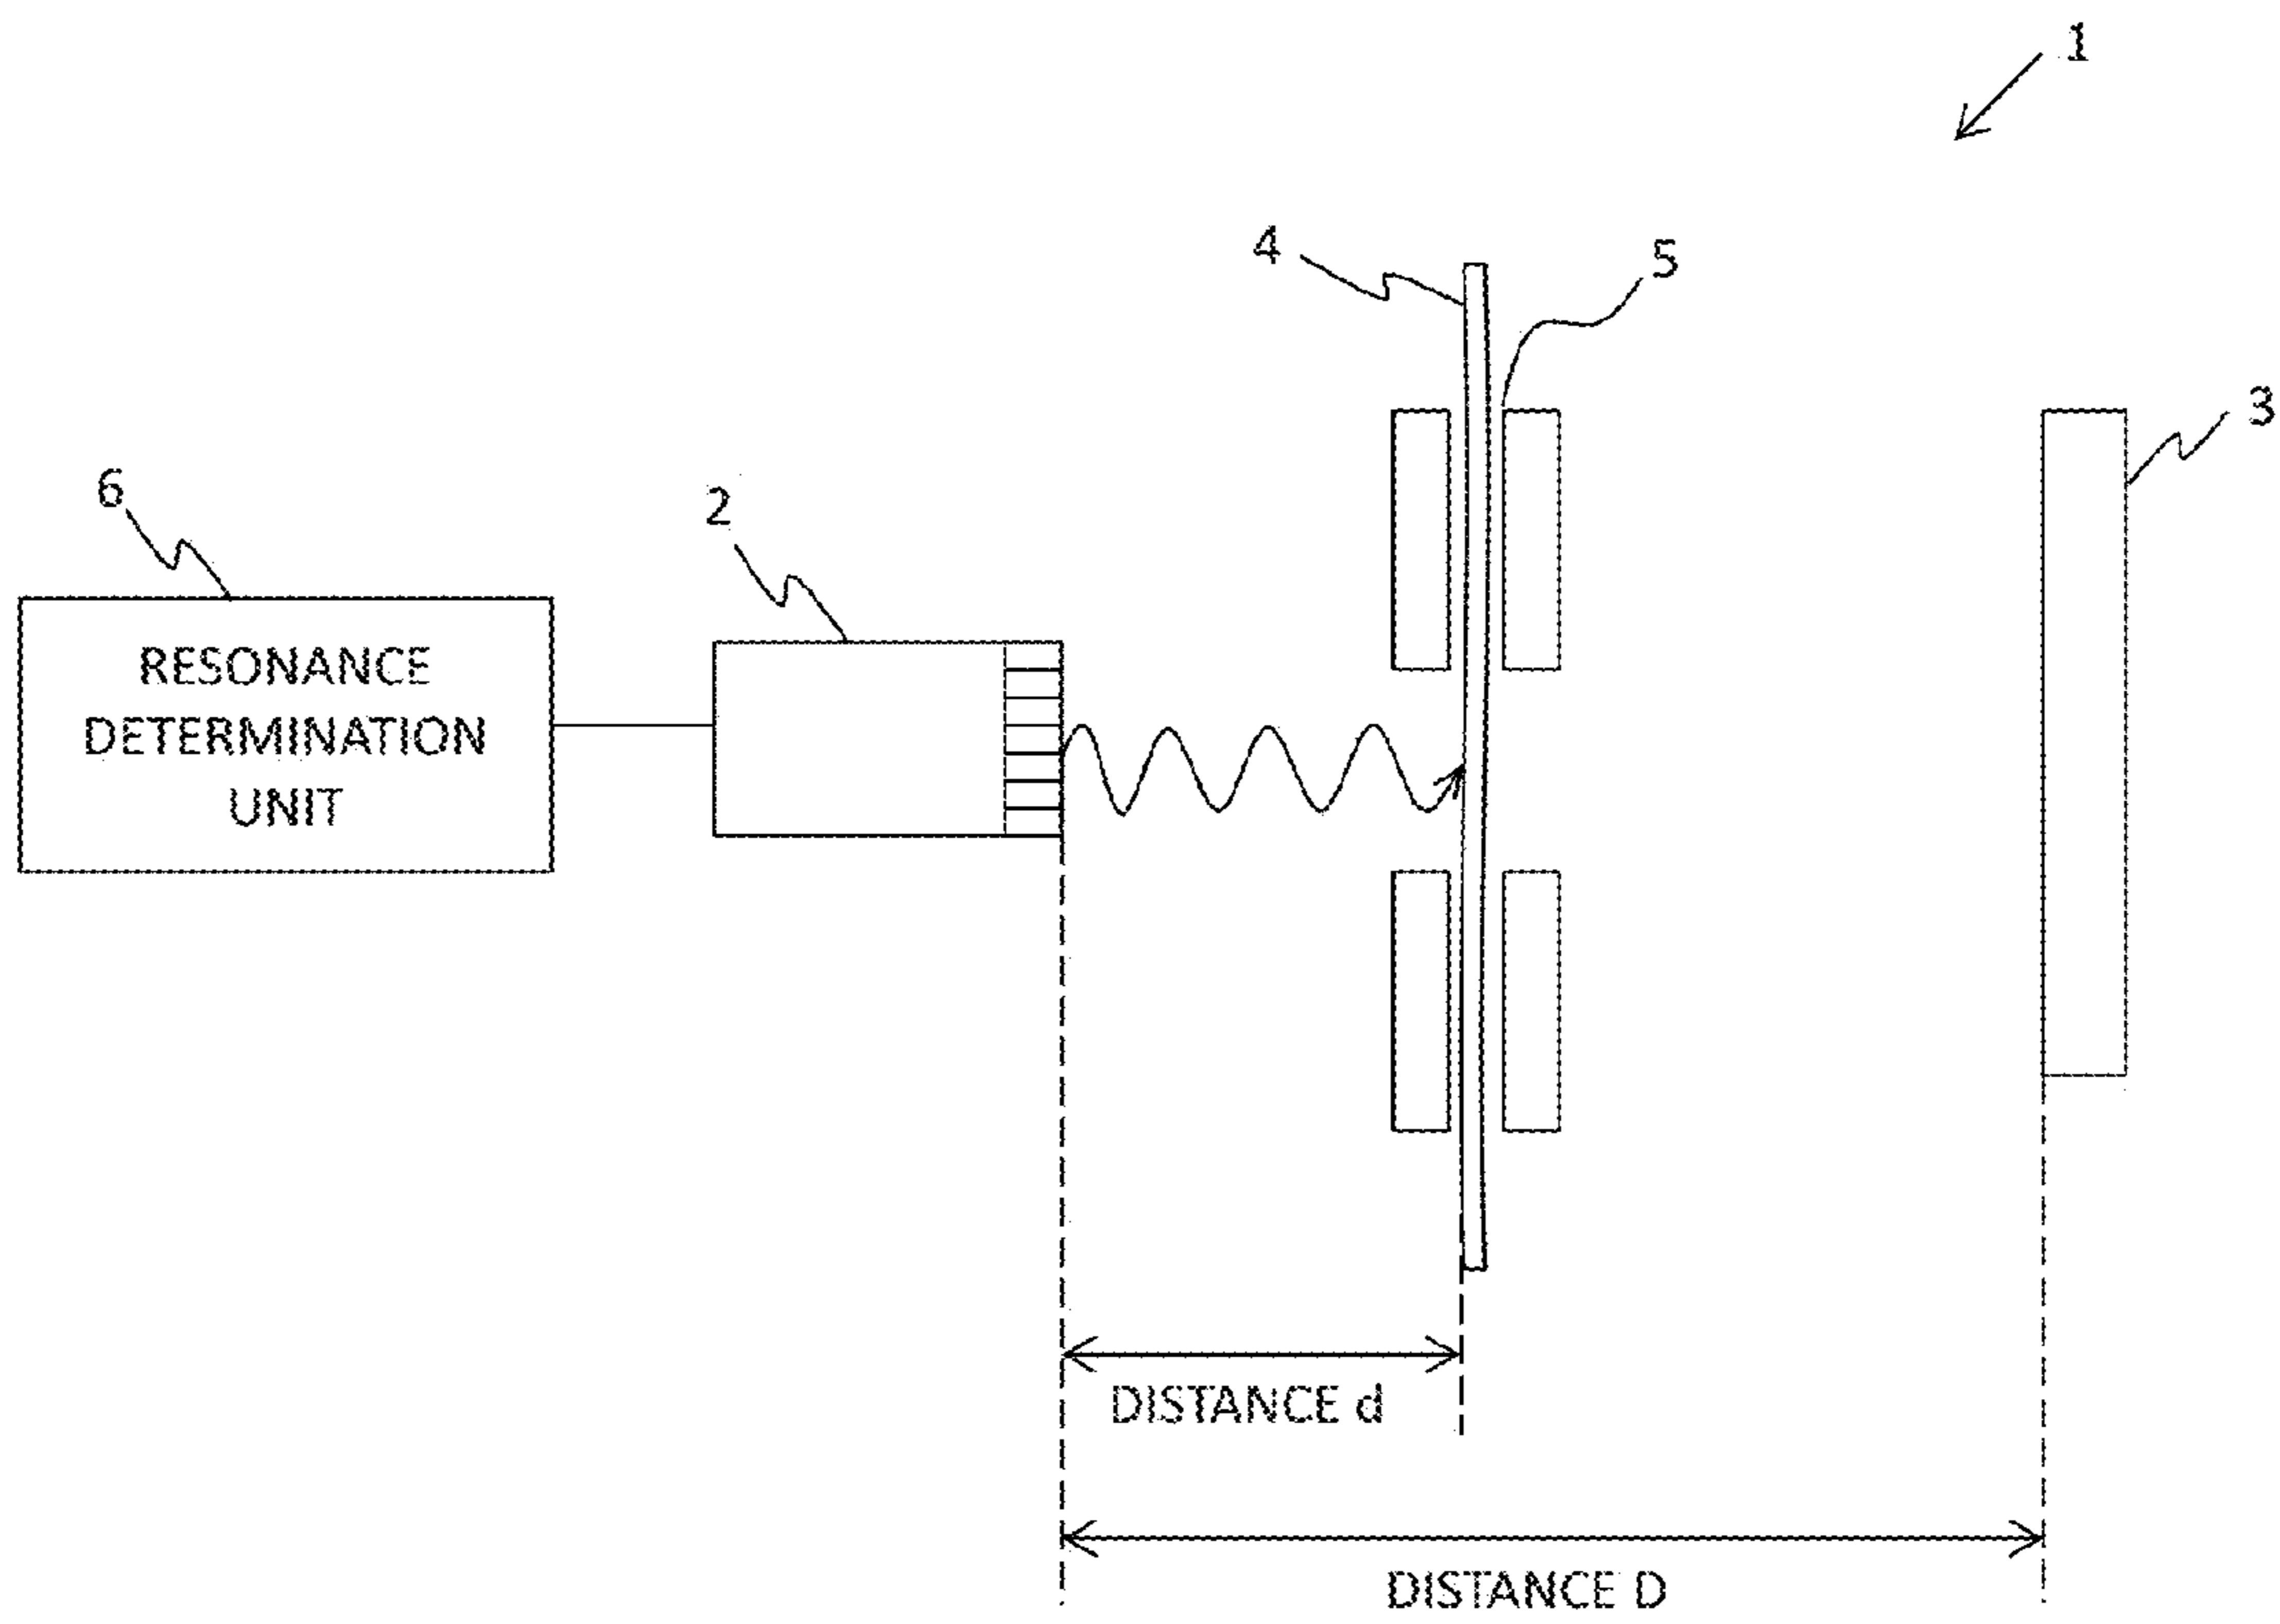 1
4
5
3
6
2
RESONANCE
DETERMINATION
UNIT
DISTANCE d
DISTANCE D